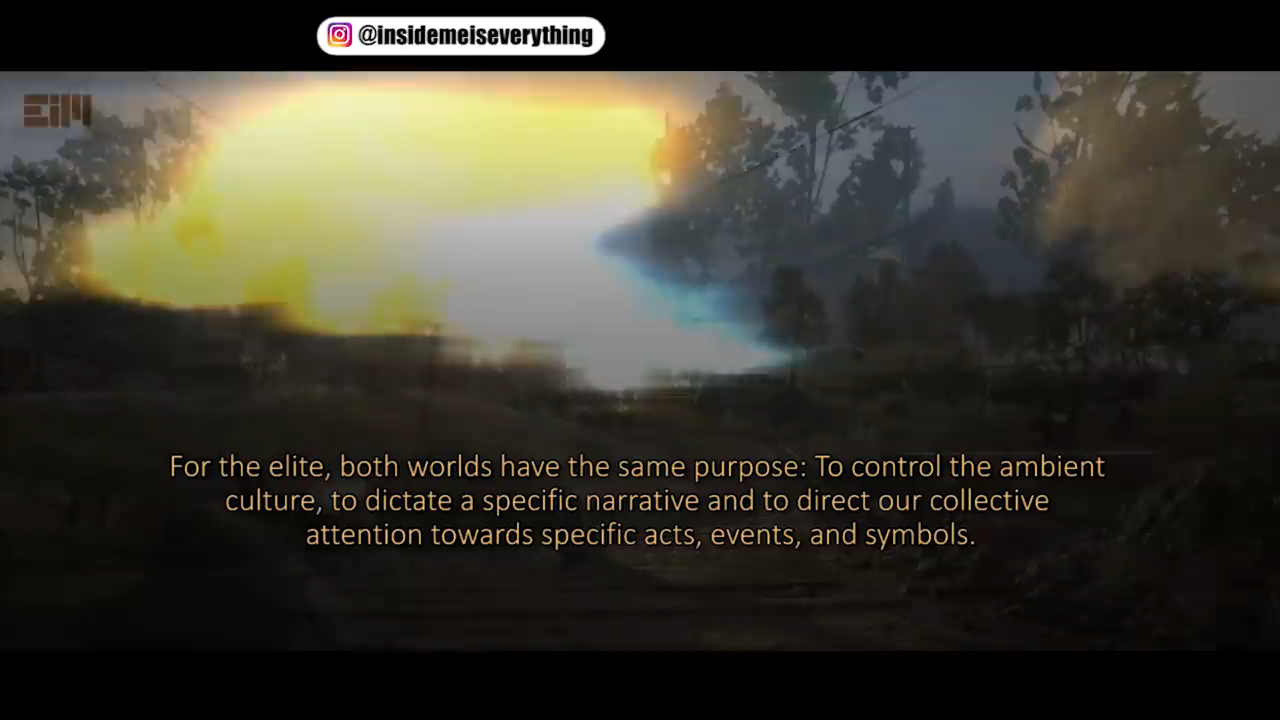 @insidemeiseverything
EiM
For the elite, both worlds have the same purpose: To control the ambient
culture, to dictate a specific narrative and to direct our collective
attention towards specific acts, events, and symbols.